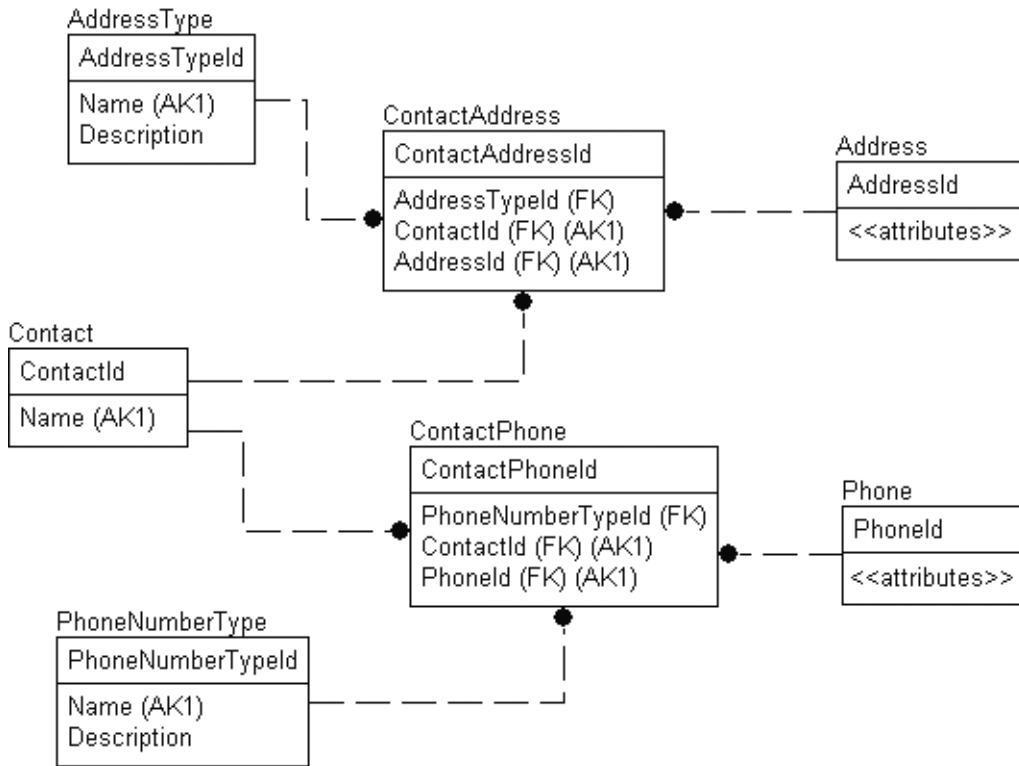 AddressType
AddressTypeId
Name (AK1)
Description
ContactAddress
ContactAddressId
AddressTypeId (FK)
ContactId (FK) (AK1)
AddressId (FK) (AK1)
Address
AddressId
<<attributes>>
Contact
ContactId
Name (AK1)
ContactPhone
ContactPhoneId
PhoneNumberTypeId (FK)
ContactId (FK) (AK1)
PhoneId (FK) (AK1)
Phone
PhoneId
<<attributes>>
PhoneNumberType
PhoneNumberTypeId
Name (AK1)
Description